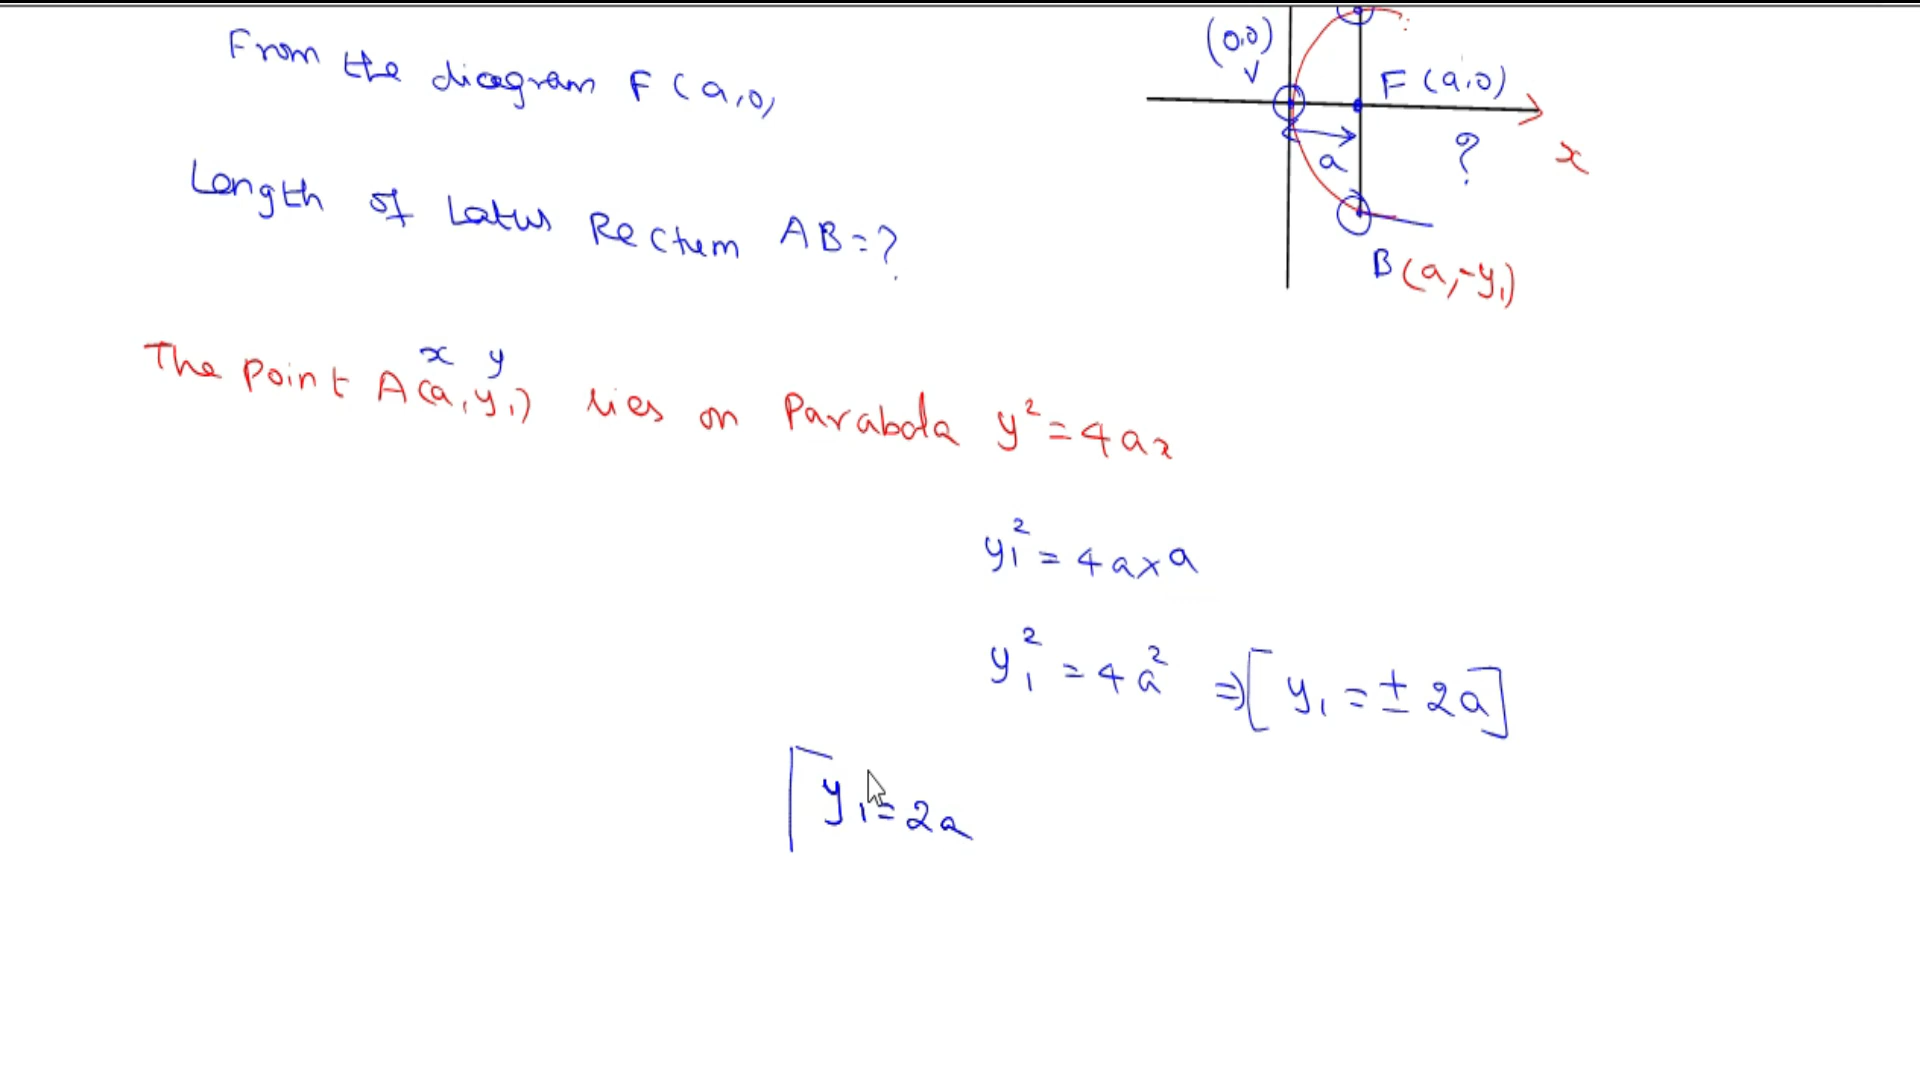 From the diagram F(a,0)
Length of Latus Rectum AB=?
(0,0)
V
F(a,0)
a
?
x
B(a,-y₁)
x y
The point A(a,y₁) lies on Parabola y²=4ax
y₁²=4a×a
y₁²=4a² ⇒[y₁=±2a]
y₁=2a